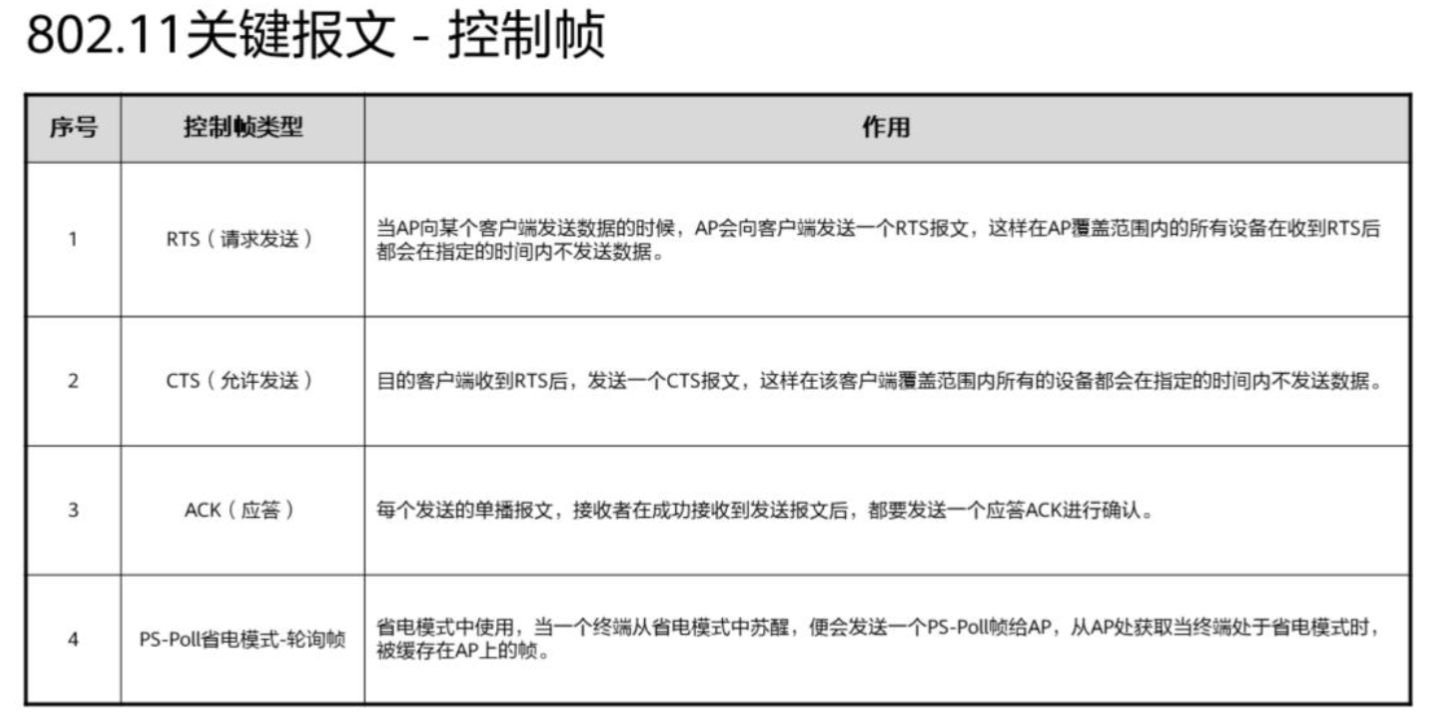 802.11关键报文 - 控制帧
序号
控制帧类型
作用
1
RTS（请求发送）
当AP向某个客户端发送数据的时候，AP会向客户端发送一个RTS报文，这样在AP覆盖范围内的所有设备在收到RTS后
都会在指定的时间内不发送数据。
2
CTS（允许发送）
目的客户端收到RTS后，发送一个CTS报文，这样在该客户端覆盖范围内所有的设备都会在指定的时间内不发送数据。
3
ACK（应答）
每个发送的单播报文，接收者在成功接收到发送报文后，都要发送一个应答ACK进行确认。
4
PS-Poll省电模式-轮询帧
省电模式中使用，当一个终端从省电模式中苏醒，便会发送一个PS-Poll帧给AP，从AP处获取当终端处于省电模式时，
被缓存在AP上的帧。